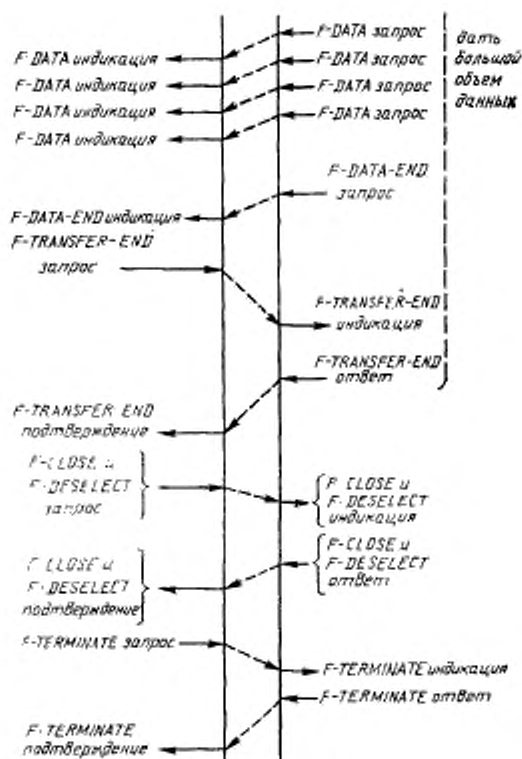 F-DATA запрос
F-DATA индикация
F-DATA запрос
F-DATA индикация
F-DATA запрос
F-DATA индикация
F-DATA запрос
F-DATA индикация
дать
большой
объем
данных
F-DATA-END
запрос
F-DATA-END индикация
F-TRANSFER-END
запрос
F-TRANSFER-END
индикация
F-TRANSFER-END
ответ
F-TRANSFER END
подтверждение
F-CLOSE и
F-DESELECT
запрос
F-CLOSE и
F-DESELECT
индикация
F-CLOSE и
F-DESELECT
ответ
F-CLOSE и
F-DESELECT
подтверждение
F-TERMINATE запрос
F-TERMINATE индикация
F-TERMINATE ответ
F-TERMINATE
подтверждение